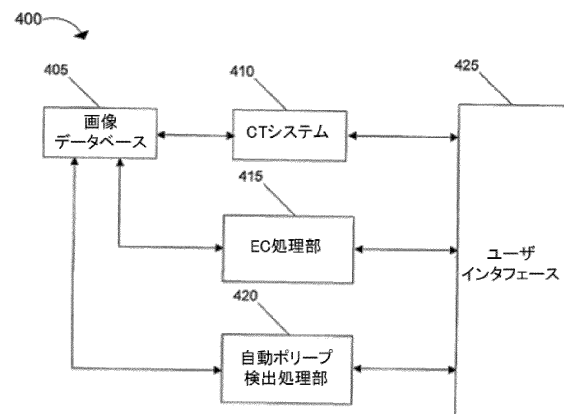 400
405
画像
データベース
410
CTシステム
425
415
EC処理部
ユーザ
インタフェース
420
自動ポリープ
検出処理部